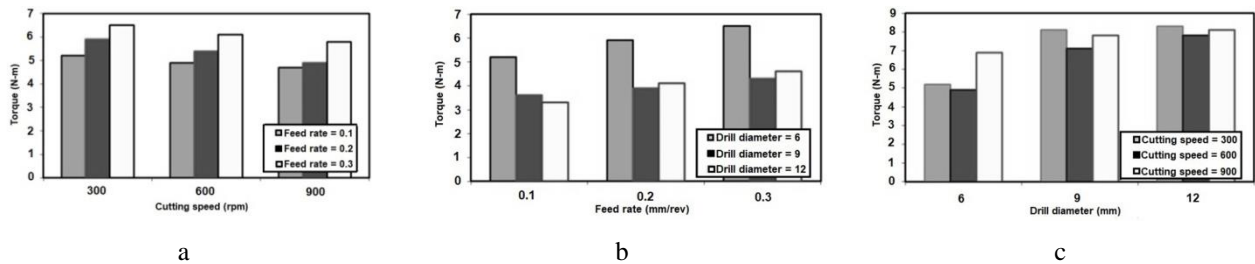 7
6
5
4
3
2
1
0
Torque (N-m)
Feed rate = 0.1
Feed rate = 0.2
Feed rate = 0.3
300 600 900
Cutting speed (rpm)
a
7
6
5
4
3
2
1
0
Torque (N-m)
Drill diameter = 6
Drill diameter = 9
Drill diameter = 12
0.1 0.2 0.3
Feed rate (mm/rev)
b
9
8
7
6
5
4
3
2
1
0
Torque (N-m)
Cutting speed = 300
Cutting speed = 600
Cutting speed = 900
6 9 12
Drill diameter (mm)
c